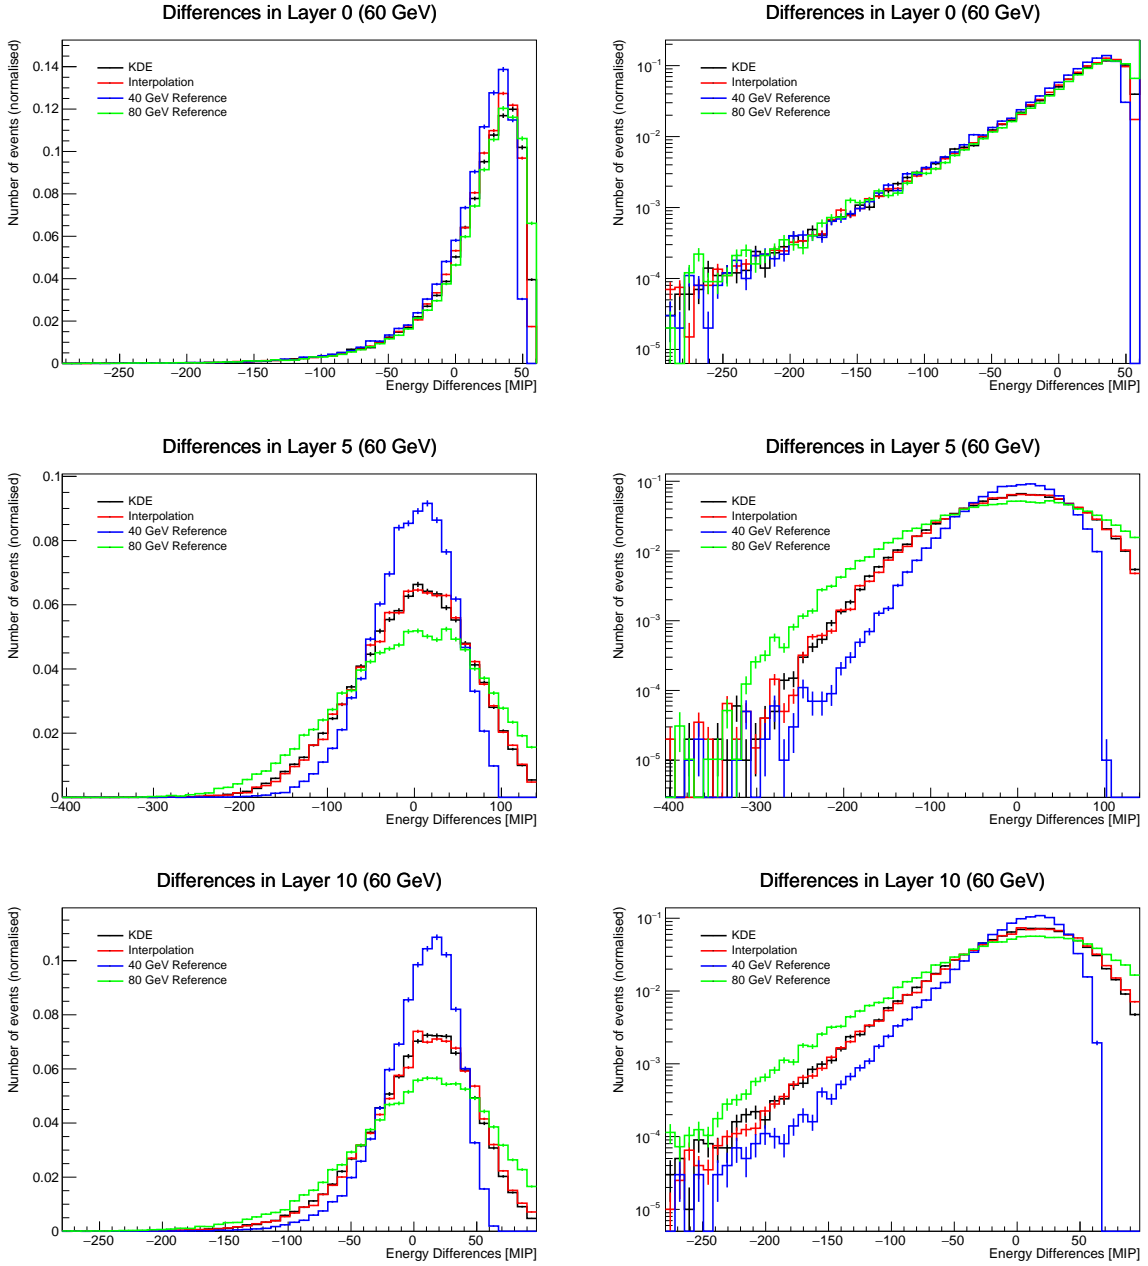 Differences in Layer 0 (60 GeV)
Number of events (normalised)
0.14
0.12
0.1
0.08
0.06
0.04
0.02
0
KDE
Interpolation
40 GeV Reference
80 GeV Reference
−250 −200 −150 −100 −50 0 50
Energy Differences [MIP]
Differences in Layer 0 (60 GeV)
Number of events (normalised)
10−1
10−2
10−3
10−4
10−5
KDE
Interpolation
40 GeV Reference
80 GeV Reference
−250 −200 −150 −100 −50 0 50
Energy Differences [MIP]
Differences in Layer 5 (60 GeV)
Number of events (normalised)
0.1
0.08
0.06
0.04
0.02
0
KDE
Interpolation
40 GeV Reference
80 GeV Reference
−400 −300 −200 −100 0 100
Energy Differences [MIP]
Differences in Layer 5 (60 GeV)
Number of events (normalised)
10−1
10−2
10−3
10−4
10−5
KDE
Interpolation
40 GeV Reference
80 GeV Reference
−400 −300 −200 −100 0 100
Energy Differences [MIP]
Differences in Layer 10 (60 GeV)
Number of events (normalised)
0.1
0.08
0.06
0.04
0.02
0
KDE
Interpolation
40 GeV Reference
80 GeV Reference
−250 −200 −150 −100 −50 0 50
Energy Differences [MIP]
Differences in Layer 10 (60 GeV)
Number of events (normalised)
10−1
10−2
10−3
10−4
10−5
KDE
Interpolation
40 GeV Reference
80 GeV Reference
−250 −200 −150 −100 −50 0 50
Energy Differences [MIP]